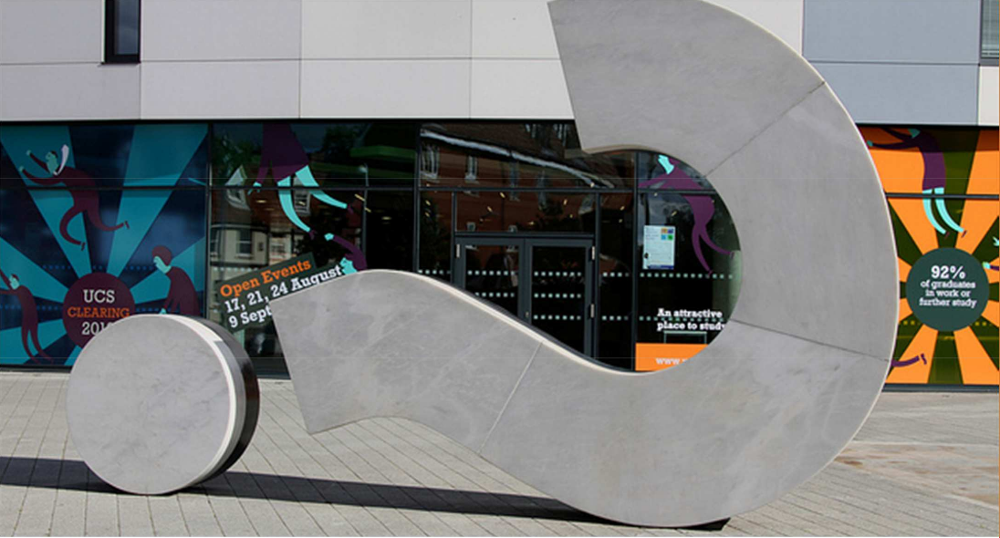 UCS
CLEARING
Open Events
17, 21, 24 August
9 Sept
An attractive
place to study
www.
92%
of graduates
in work or
further study